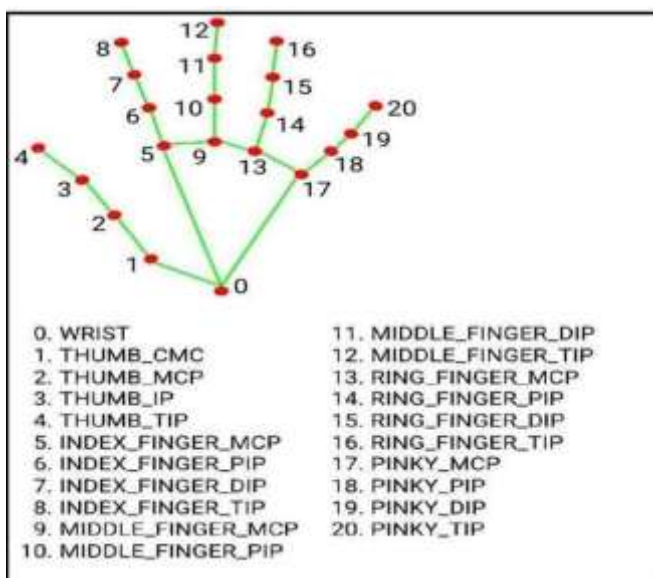 12
8
16
11
7
15
10
6
20
14
4
5
9
19
3
13
18
17
2
1
0
0. WRIST
1. THUMB_CMC
2. THUMB_MCP
3. THUMB_IP
4. THUMB_TIP
5. INDEX_FINGER_MCP
6. INDEX_FINGER_PIP
7. INDEX_FINGER_DIP
8. INDEX_FINGER_TIP
9. MIDDLE_FINGER_MCP
10. MIDDLE_FINGER_PIP
11. MIDDLE_FINGER_DIP
12. MIDDLE_FINGER_TIP
13. RING_FINGER_MCP
14. RING_FINGER_PIP
15. RING_FINGER_DIP
16. RING_FINGER_TIP
17. PINKY_MCP
18. PINKY_PIP
19. PINKY_DIP
20. PINKY_TIP